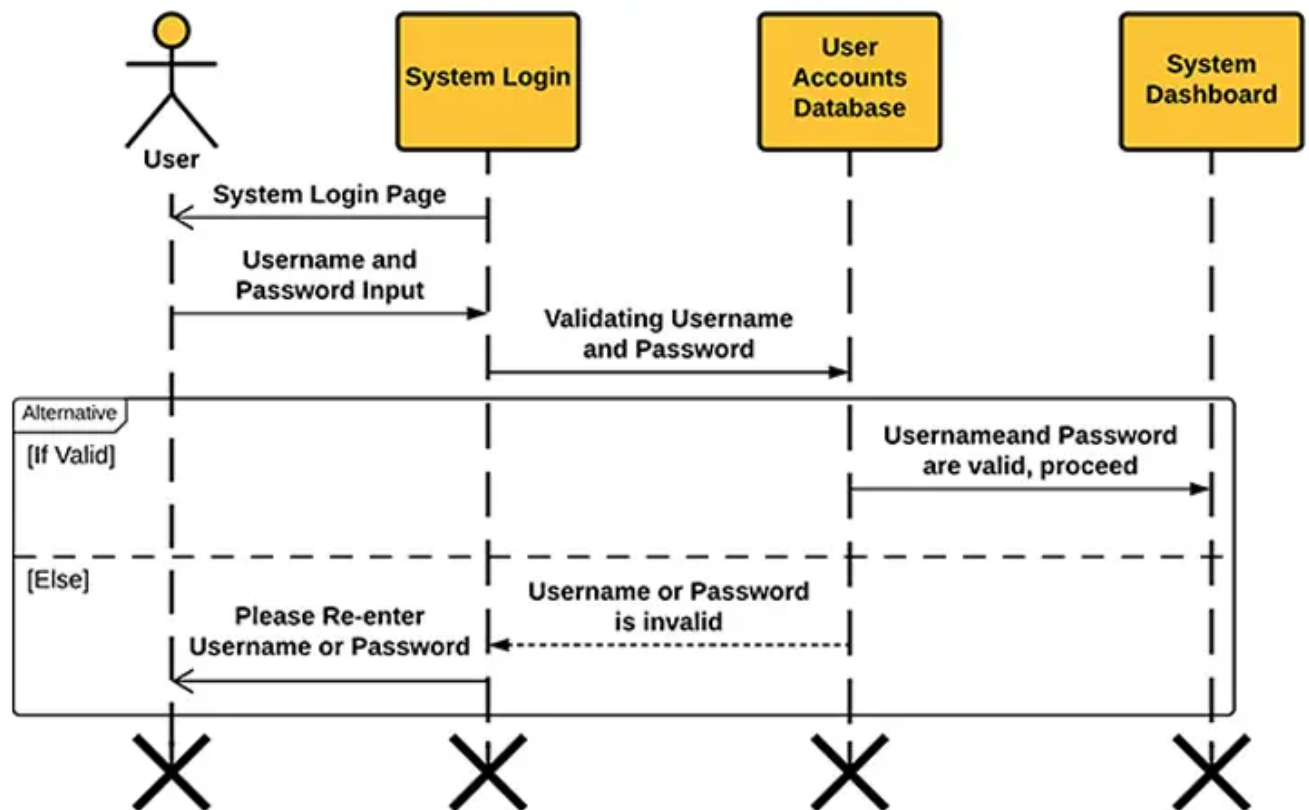 System Login
User
Accounts
Database
System
Dashboard
User
System Login Page
Username and
Password Input
Validating Username
and Password
Alternative
[If Valid]
Usernameand Password
are valid, proceed
[Else]
Username or Password
is invalid
Please Re-enter
Username or Password